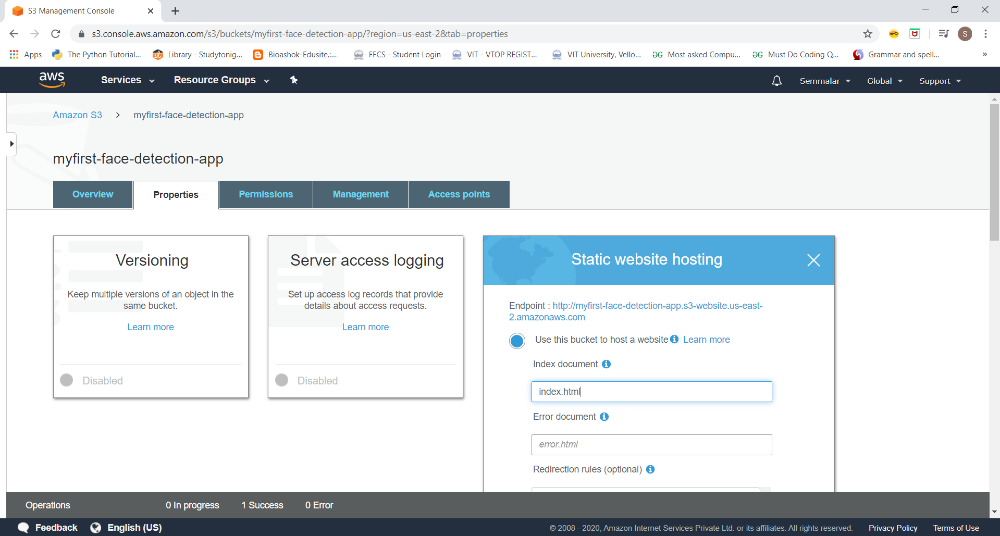 S3 Management Console
s3.console.aws.amazon.com/s3/buckets/myfirst-face-detection-app/?region=us-east-2&tab=properties
S
Apps The Python Tutorial... Library - Studytonig... Bioashok-Edusite:... FFCS - Student Login VIT - VTOP REGIST... VIT University, Vello... Most asked Compu... Must Do Coding Q... Grammar and spell... »
aws Services Resource Groups Semmalar Global Support
Amazon S3 > myfirst-face-detection-app
myfirst-face-detection-app
Overview Properties Permissions Management Access points
Versioning
Keep multiple versions of an object in the
same bucket.
Learn more
Disabled
Server access logging
Set up access log records that provide
details about access requests.
Learn more
Disabled
Static website hosting
Endpoint : http://myfirst-face-detection-app.s3-website.us-east-
2.amazonaws.com
Use this bucket to host a website Learn more
Index document
index.html
Error document
error.html
Redirection rules (optional)
Operations 0 In progress 1 Success 0 Error
Feedback English (US) © 2008 - 2020, Amazon Internet Services Private Ltd. or its affiliates. All rights reserved. Privacy Policy Terms of Use